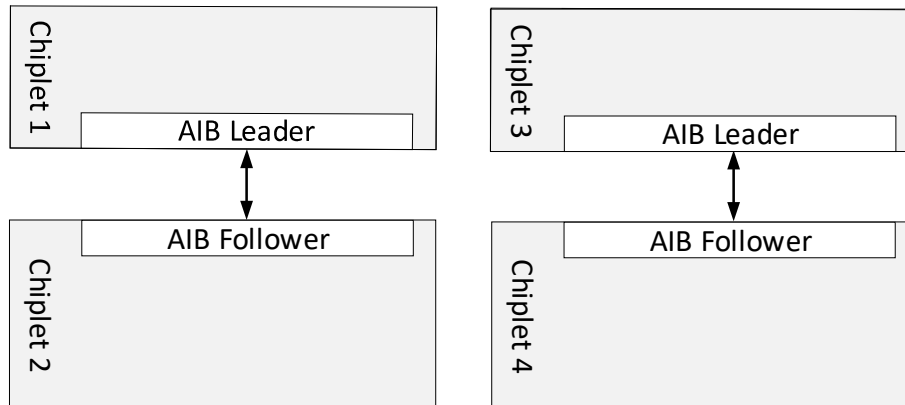 Chiplet 1
AIB Leader
AIB Follower
Chiplet 2
Chiplet 3
AIB Leader
AIB Follower
Chiplet 4